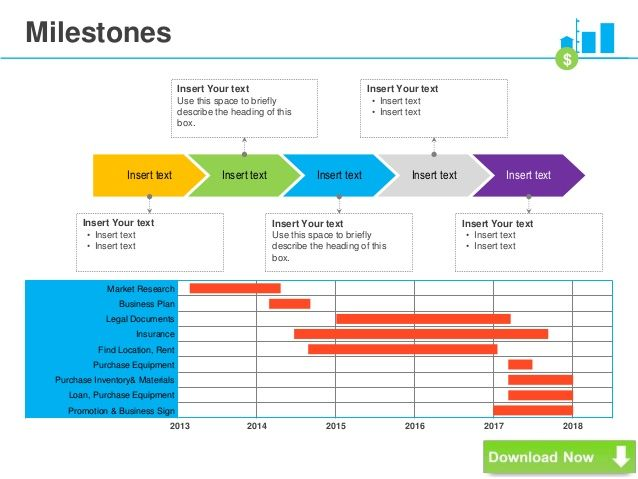 Milestones
$
Insert Your text
Use this space to briefly
describe the heading of this
box.
Insert Your text
• Insert text
• Insert text
Insert text
Insert text
Insert text
Insert text
Insert text
Insert Your text
• Insert text
• Insert text
Insert Your text
Use this space to briefly
describe the heading of this
box.
Insert Your text
• Insert text
• Insert text
Market Research
Business Plan
Legal Documents
Insurance
Find Location, Rent
Purchase Equipment
Purchase Inventory& Materials
Loan, Purchase Equipment
Promotion & Business Sign
2013 2014 2015 2016 2017 2018
Download Now